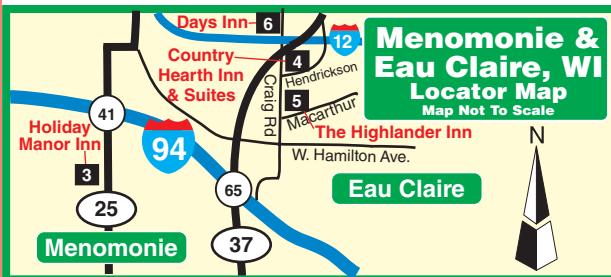 Days Inn
6
12
Menomonie &
Eau Claire, WI
Locator Map
Map Not To Scale
Country
Hearth Inn
& Suites
4
Hendrickson
Craig Rd
5
Macarthur
The Highlander Inn
41
Holiday
Manor Inn
3
94
W. Hamilton Ave.
N
65
Eau Claire
25
37
Menomonie